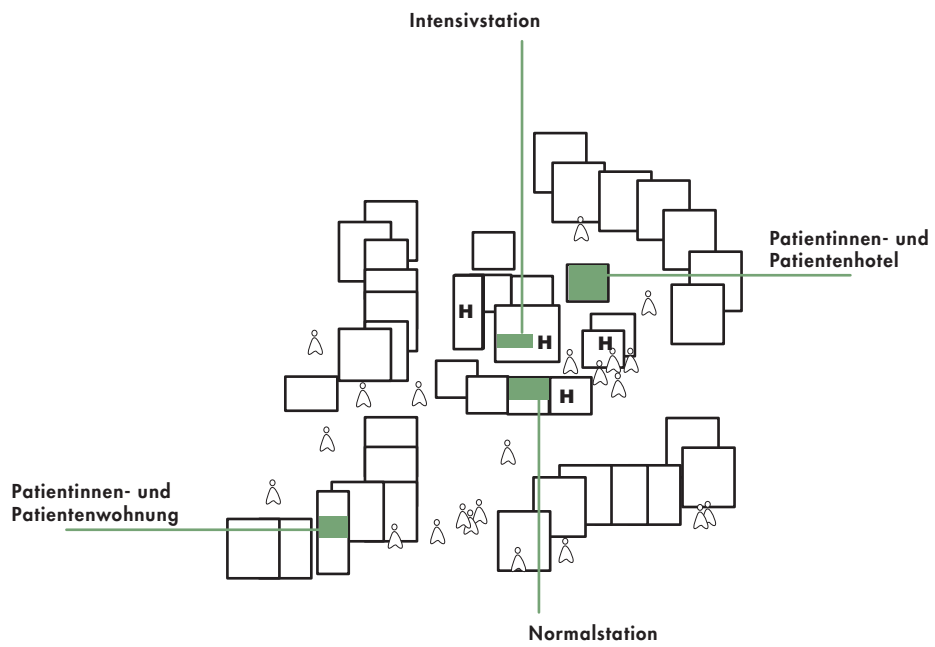 Intensivstation
Patientinnen- und
Patientenhotel
H
H
H
H
Patientinnen- und
Patientenwohnung
Normalstation